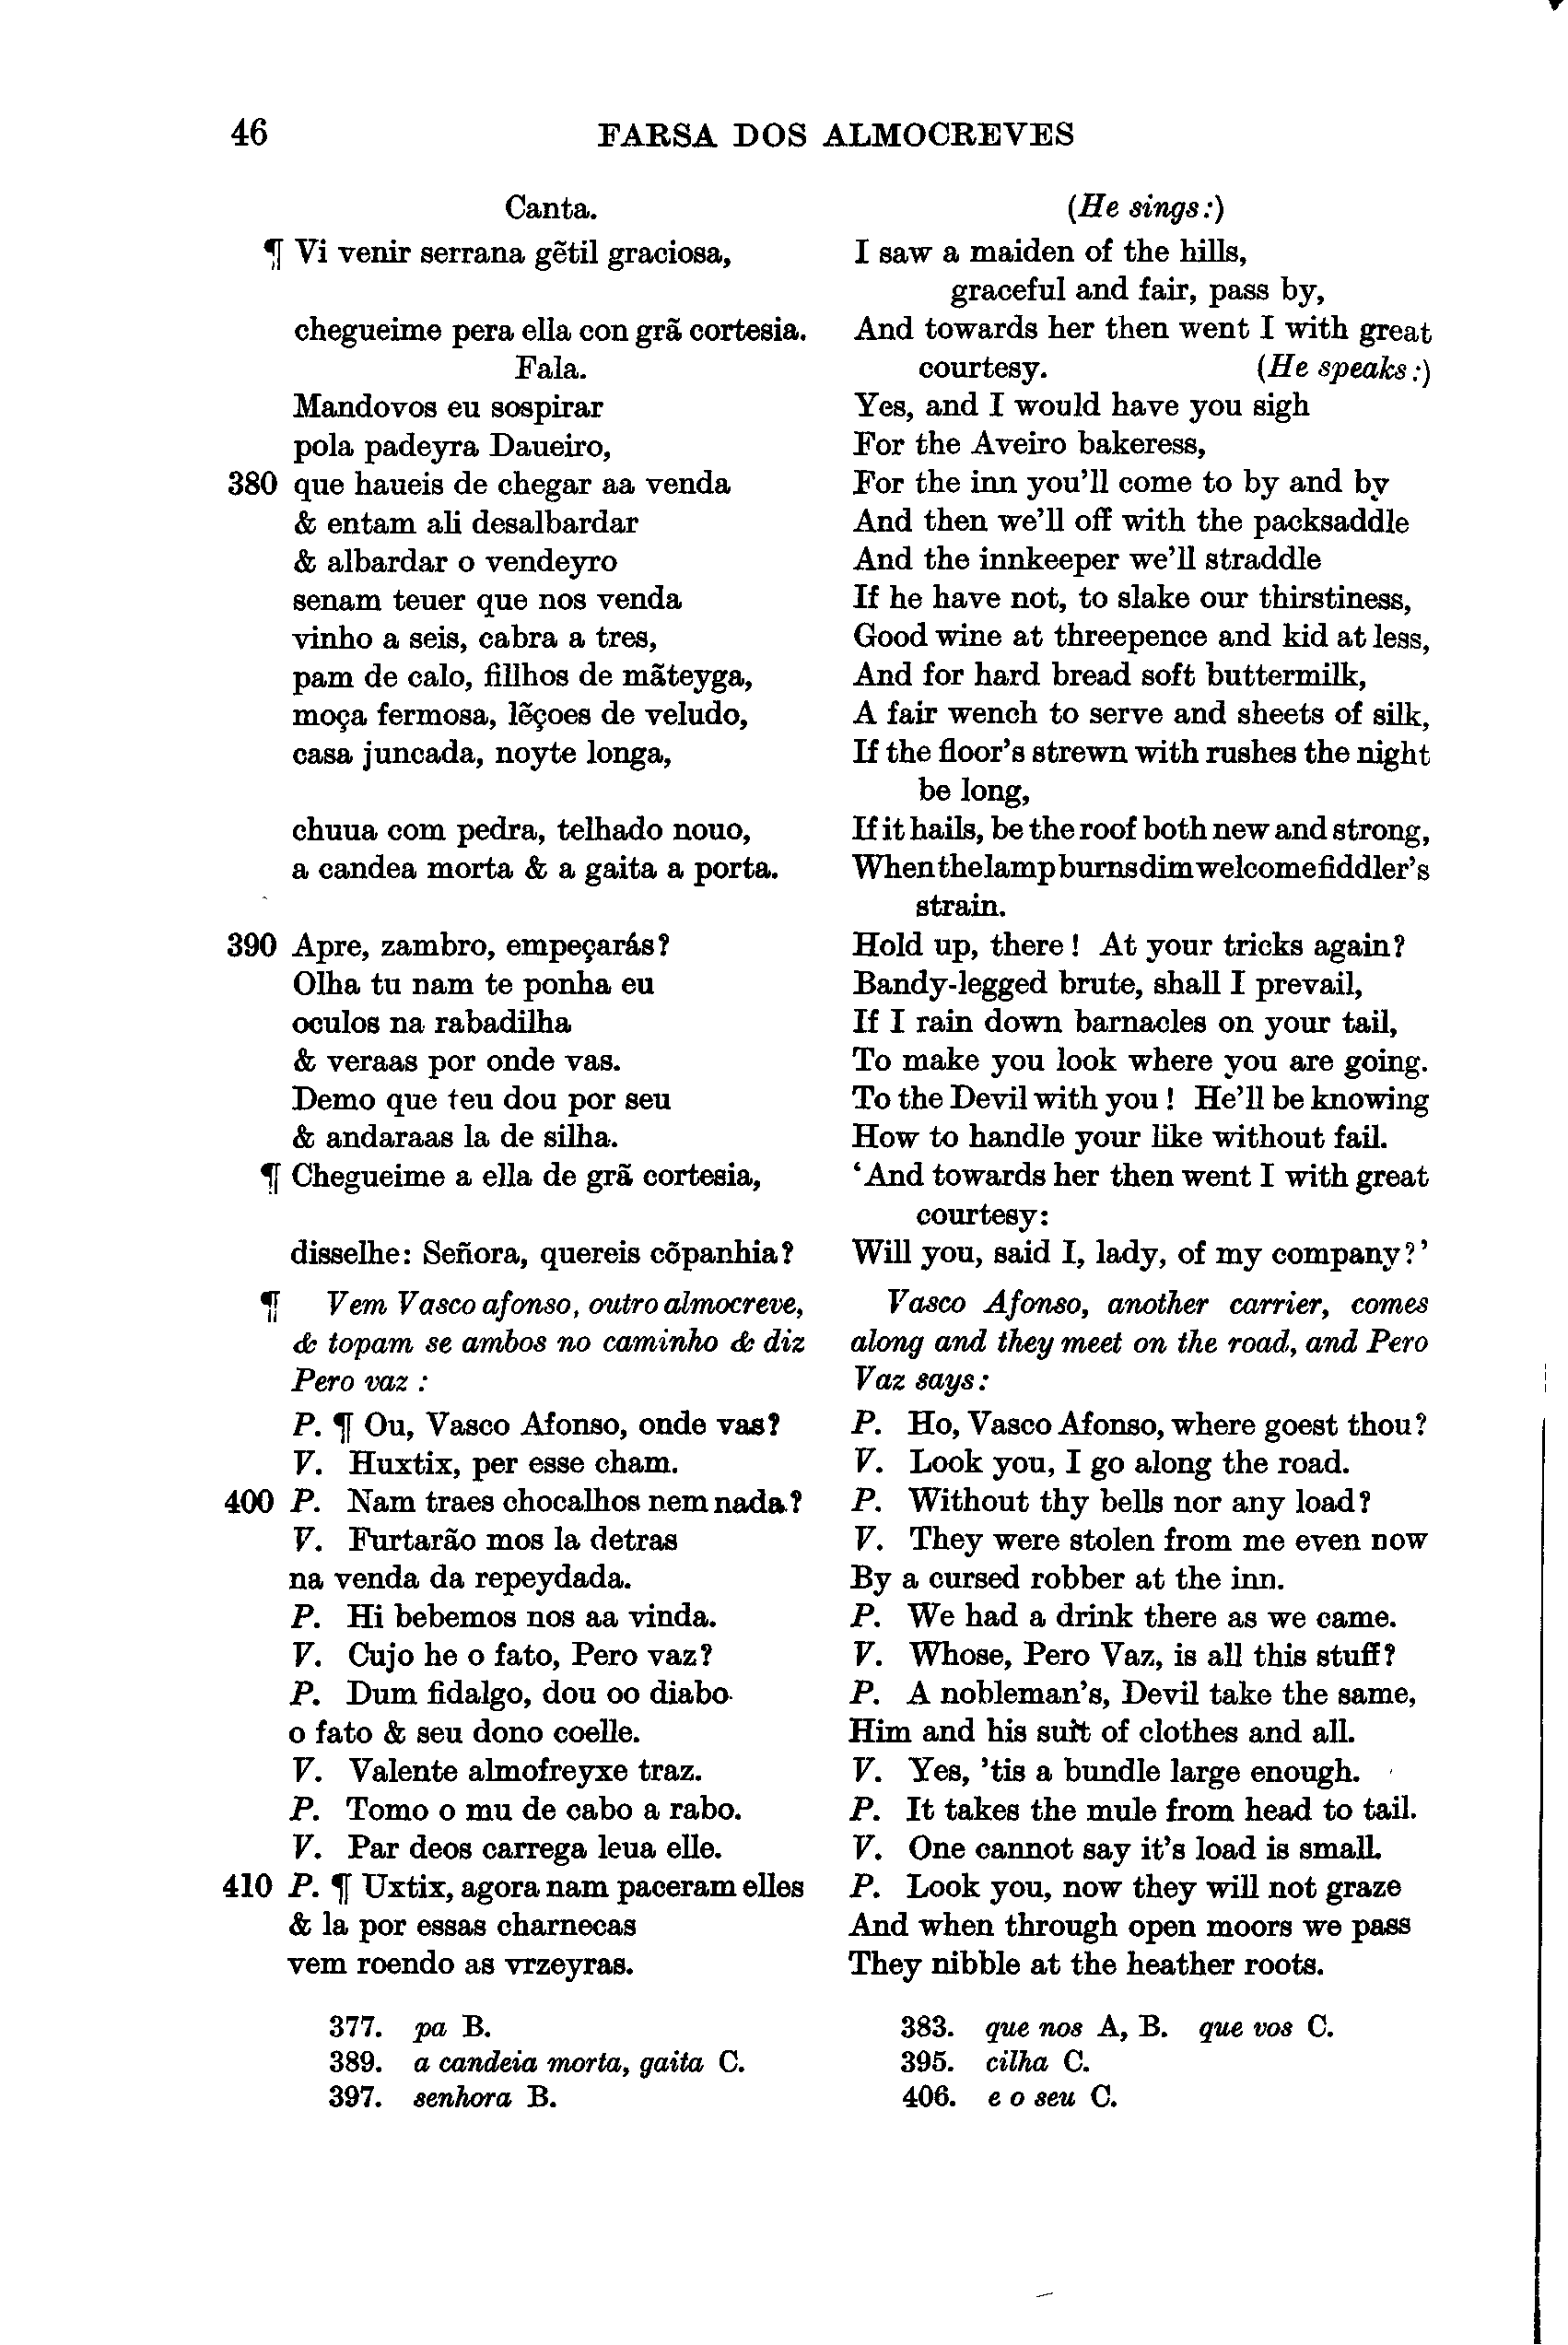 46
FARSA DOS ALMOCREVES
Canta.
¶ Vi venir serrana gẽtil graciosa,
chegueime pera ella con grã cortesia.
Fala.
Mandovos eu sospirar
pola padeyra Daueiro,
380 que haueis de chegar aa venda
& entam ali desalbardar
& albardar o vendeyro
senam teuer que nos venda
vinho a seis, cabra a tres,
pam de calo, fillhos de mãteyga,
moça fermosa, lẽçoes de veludo,
casa juncada, noyte longa,
chuua com pedra, telhado nouo,
a candea morta & a gaita a porta.
390 Apre, zambro, empeçarás?
Olha tu nam te ponha eu
oculos na rabadilha
& veraas por onde vas.
Demo que teu dou por seu
& andaraas la de silha.
¶ Chegueime a ella de grã cortesia,
disselhe: Señora, quereis cõpanhia?
¶ Vem Vasco afonso, outro almocreve,
& topam se ambos no caminho & diz
Pero vaz :
P. ¶ Ou, Vasco Afonso, onde vas?
V. Huxtix, per esse cham.
400 P. Nam traes chocalhos nem nada?
V. Furtarão mos la detras
na venda da repeydada.
P. Hi bebemos nos aa vinda.
V. Cujo he o fato, Pero vaz?
P. Dum fidalgo, dou oo diabo
o fato & seu dono coelle.
V. Valente almofreyxe traz.
P. Tomo o mu de cabo a rabo.
V. Par deos carrega leua elle.
410 P. ¶ Uxtix, agora nam paceram elles
& la por essas charnecas
vem roendo as vrzeyras.
(He sings:)
I saw a maiden of the hills,
graceful and fair, pass by,
And towards her then went I with great
courtesy. (He speaks:)
Yes, and I would have you sigh
For the Aveiro bakeress,
For the inn you'll come to by and by
And then we'll off with the packsaddle
And the innkeeper we'll straddle
If he have not, to slake our thirstiness,
Good wine at threepence and kid at less,
And for hard bread soft buttermilk,
A fair wench to serve and sheets of silk,
If the floor's strewn with rushes the night
be long,
If it hails, be the roof both new and strong,
When the lamp burns dim welcome fiddler's
strain.
Hold up, there! At your tricks again?
Bandy-legged brute, shall I prevail,
If I rain down barnacles on your tail,
To make you look where you are going.
To the Devil with you! He'll be knowing
How to handle your like without fail.
'And towards her then went I with great
courtesy:
Will you, said I, lady, of my company?'
Vasco Afonso, another carrier, comes
along and they meet on the road, and Pero
Vaz says:
P. Ho, Vasco Afonso, where goest thou?
V. Look you, I go along the road.
P. Without thy bells nor any load?
V. They were stolen from me even now
By a cursed robber at the inn.
P. We had a drink there as we came.
V. Whose, Pero Vaz, is all this stuff?
P. A nobleman's, Devil take the same,
Him and his suit of clothes and all.
V. Yes, 'tis a bundle large enough.
P. It takes the mule from head to tail.
V. One cannot say it's load is small.
P. Look you, now they will not graze
And when through open moors we pass
They nibble at the heather roots.
377. pa B.
389. a candeia morta, gaita C.
397. senhora B.
383. que nos A, B. que vos C.
395. cilha C.
406. e o seu C.